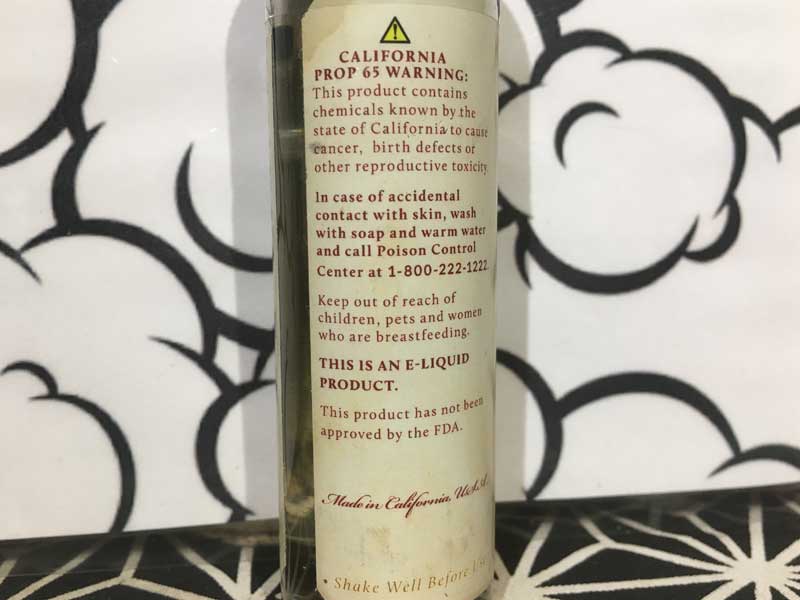 CALIFORNIA
PROP 65 WARNING:
This product contains
chemicals known by the
state of California to cause
cancer, birth defects or
other reproductive toxicity.
In case of accidental
contact with skin, wash
with soap and warm water
and call Poison Control
Center at 1-800-222-1222.
Keep out of reach of
children, pets and women
who are breastfeeding.
THIS IS AN E-LIQUID
PRODUCT.
This product has not been
approved by the FDA.
Made in California, U.S.A.
• Shake Well Before Use